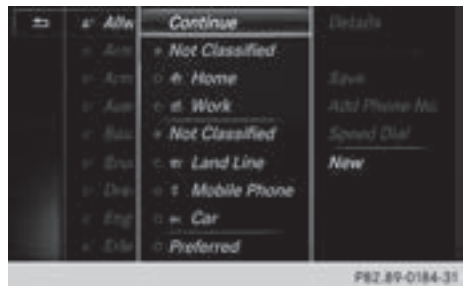 Allw
Continue
Not Classified
Home
Work
Not Classified
Land Line
Mobile Phone
Car
Preferred
Details
Save
Add Phone No.
Speed Dial
New
P82.89-0184-31